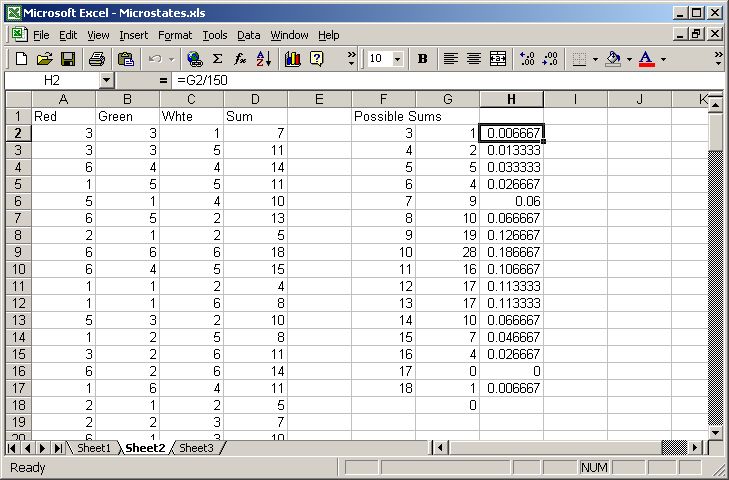 Microsoft Excel - Microstates.xls
File Edit View Insert Format Tools Data Window Help
Σ fx 10 B
H2 = =G2/150
A B C D E F G H I J K
1 Red Green Whte Sum Possible Sums
2 3 3 1 7 3 1 0.006667
3 3 3 5 11 4 2 0.013333
4 6 4 4 14 5 5 0.033333
5 1 5 5 11 6 4 0.026667
6 5 1 4 10 7 9 0.06
7 6 5 2 13 8 10 0.066667
8 2 1 2 5 9 19 0.126667
9 6 6 6 18 10 28 0.186667
10 6 4 5 15 11 16 0.106667
11 1 1 2 4 12 17 0.113333
12 1 1 6 8 13 17 0.113333
13 5 3 2 10 14 10 0.066667
14 1 2 5 8 15 7 0.046667
15 3 2 6 11 16 4 0.026667
16 6 2 6 14 17 0 0
17 1 6 4 11 18 1 0.006667
18 2 1 2 5 0
19 2 2 3 7
20 6 1 3 10
Sheet1 Sheet2 Sheet3
Ready NUM